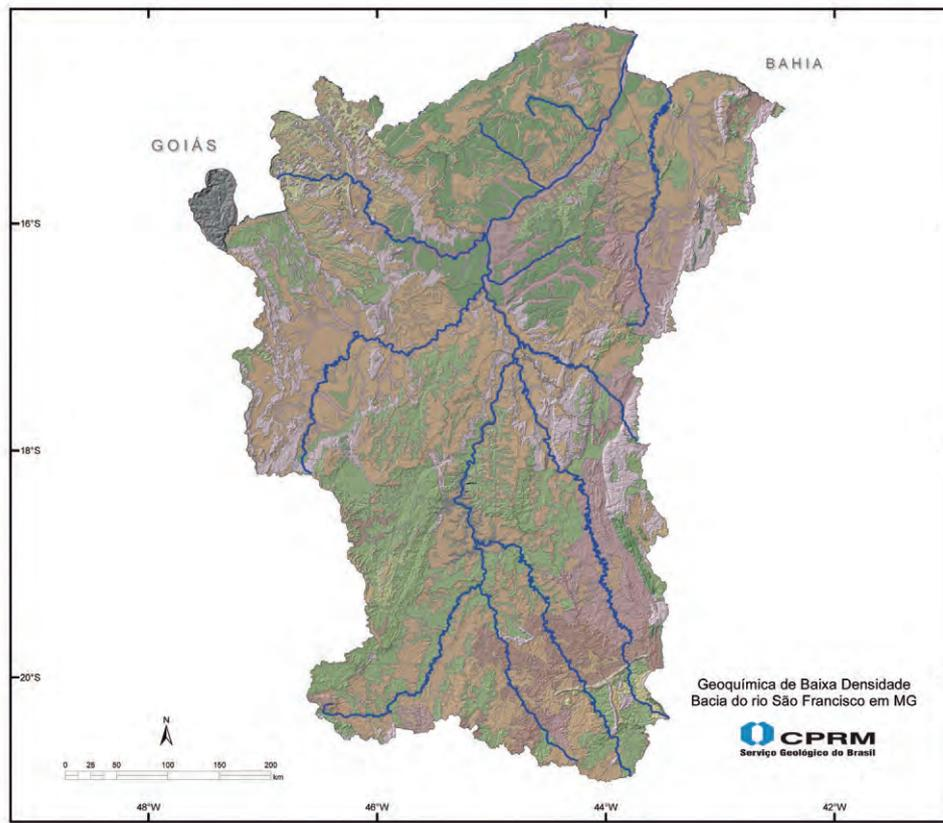 BAHIA
GOIÁS
16°S
18°S
20°S
Geoquímica de Baixa Densidade
Bacia do rio São Francisco em MG
CPRM
Serviço Geológico do Brasil
N
0 25 50 100 150 200
km
48°W 46°W 44°W 42°W